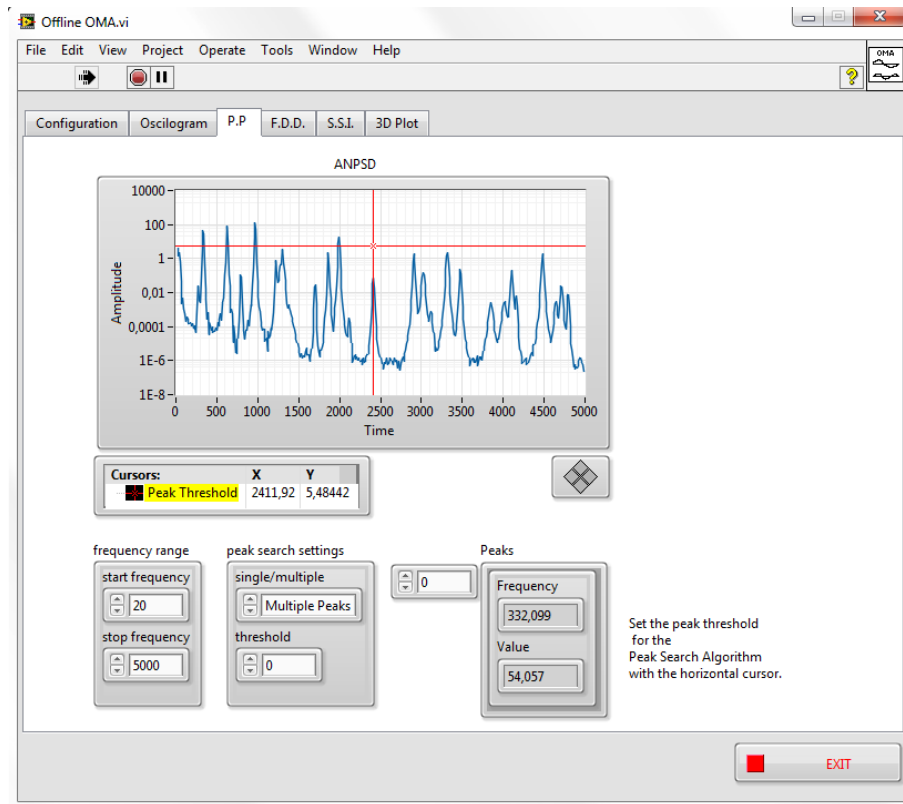 Offline OMA.vi
File Edit View Project Operate Tools Window Help
OMA
Configuration Oscilogram P.P F.D.D. S.S.I. 3D Plot
ANPSD
10000
100
1
0,01
0,0001
1E-6
1E-8
Amplitude
0 500 1000 1500 2000 2500 3000 3500 4000 4500 5000
Time
Cursors: X Y
Peak Threshold 2411,92 5,48442
frequency range
start frequency
20
stop frequency
5000
peak search settings
single/multiple
Multiple Peaks
threshold
0
0
Peaks
Frequency
332,099
Value
54,057
Set the peak threshold
for the
Peak Search Algorithm
with the horizontal cursor.
EXIT